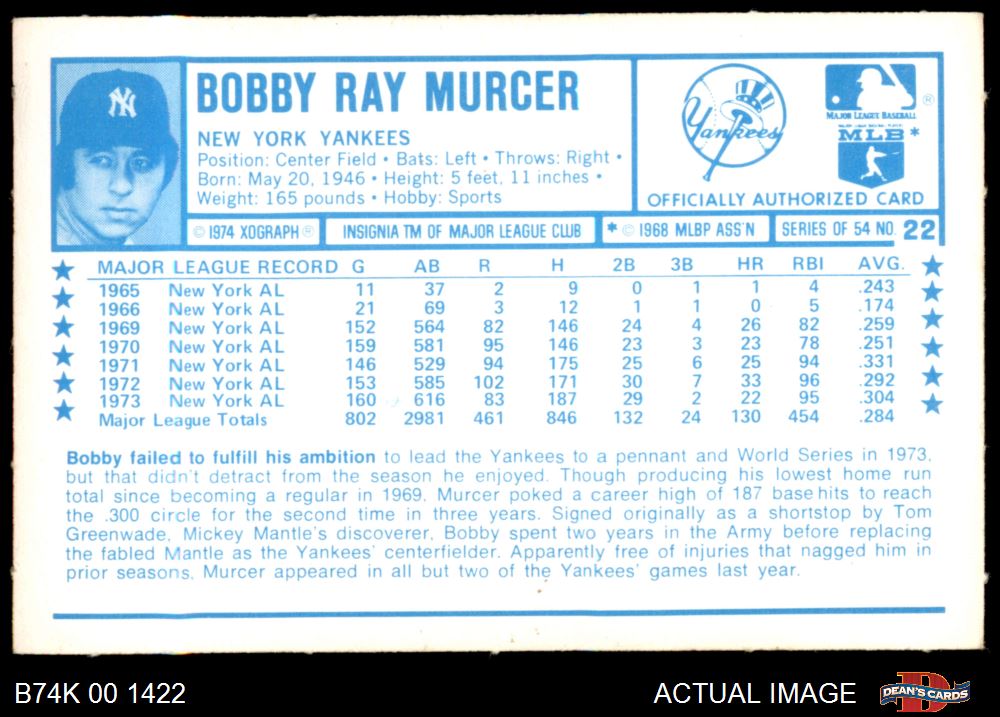 NY
BOBBY RAY MURCER
NEW YORK YANKEES
Position: Center Field • Bats: Left • Throws: Right •
Born: May 20, 1946 • Height: 5 feet, 11 inches •
Weight: 165 pounds • Hobby: Sports
Yankees
MAJOR LEAGUE BASEBALL
®
MLB*
OFFICIALLY AUTHORIZED CARD
© 1974 XOGRAPH ®
INSIGNIA TM OF MAJOR LEAGUE CLUB
* © 1968 MLBP ASS'N
SERIES OF 54 NO. 22
MAJOR LEAGUE RECORD G AB R H 2B 3B HR RBI AVG.
1965 New York AL 11 37 2 9 0 1 1 4 .243
1966 New York AL 21 69 3 12 1 1 0 5 .174
1969 New York AL 152 564 82 146 24 4 26 82 .259
1970 New York AL 159 581 95 146 23 3 23 78 .251
1971 New York AL 146 529 94 175 25 6 25 94 .331
1972 New York AL 153 585 102 171 30 7 33 96 .292
1973 New York AL 160 616 83 187 29 2 22 95 .304
Major League Totals 802 2981 461 846 132 24 130 454 .284
Bobby failed to fulfill his ambition to lead the Yankees to a pennant and World Series in 1973,
but that didn't detract from the season he enjoyed. Though producing his lowest home run
total since becoming a regular in 1969, Murcer poked a career high of 187 base hits to reach
the .300 circle for the second time in three years. Signed originally as a shortstop by Tom
Greenwade, Mickey Mantle's discoverer, Bobby spent two years in the Army before replacing
the fabled Mantle as the Yankees' centerfielder. Apparently free of injuries that nagged him in
prior seasons, Murcer appeared in all but two of the Yankees' games last year.
B74K 00 1422
ACTUAL IMAGE
DEAN'S CARDS